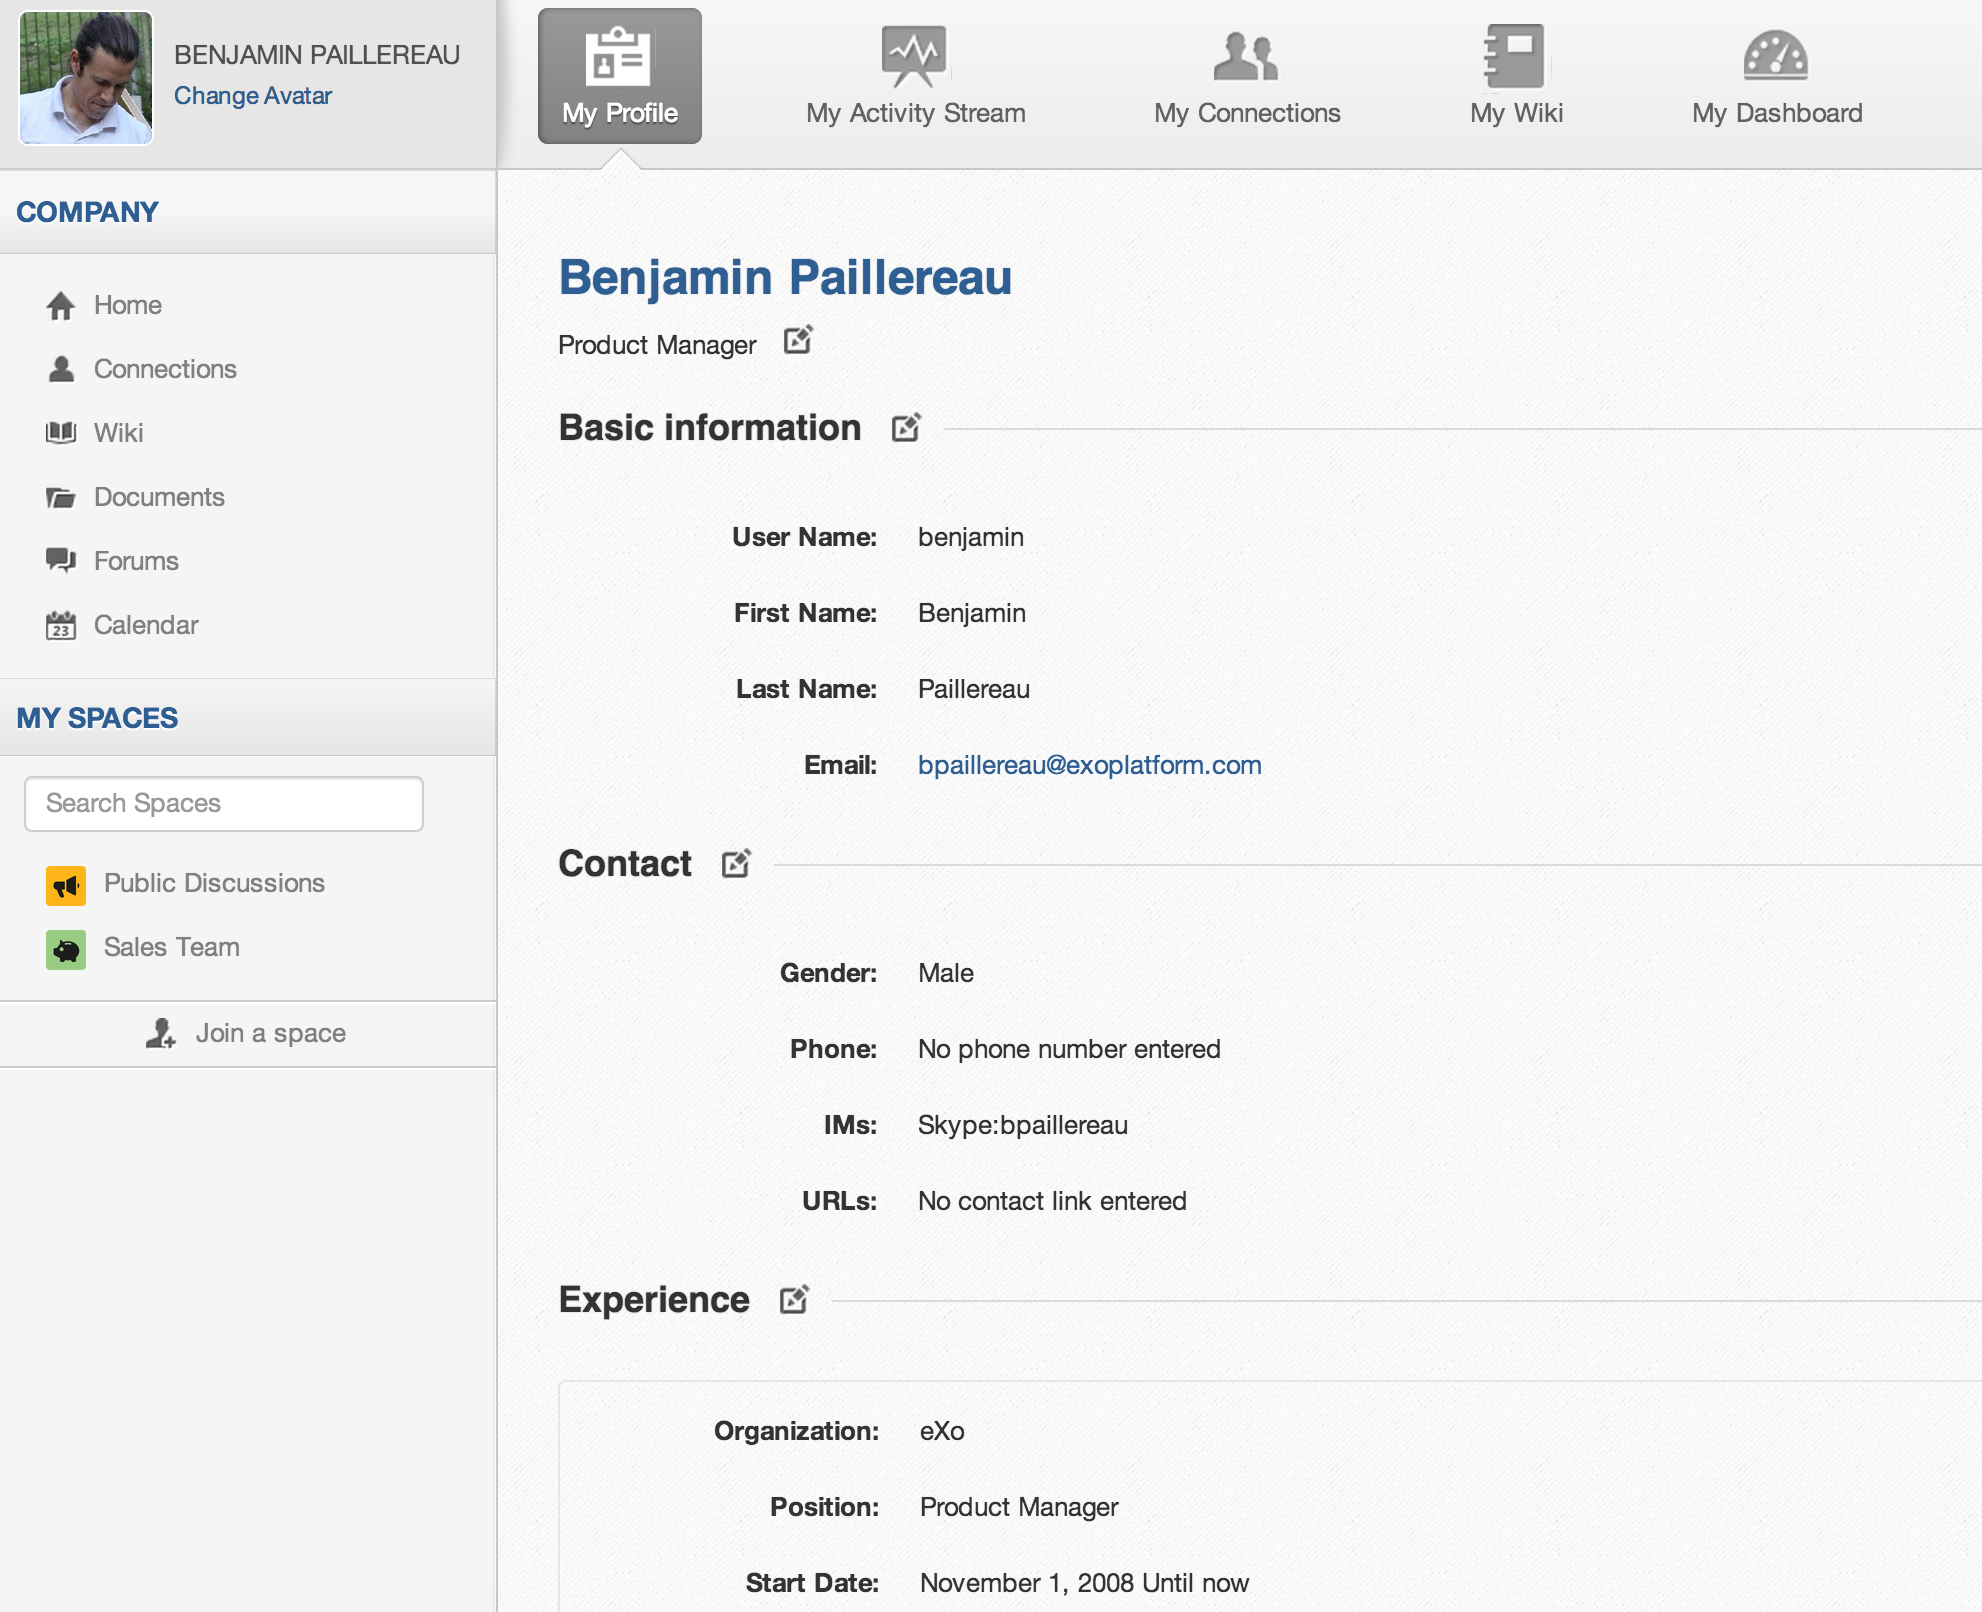 BENJAMIN PAILLEREAU
Change Avatar
My Profile
My Activity Stream
My Connections
My Wiki
My Dashboard
COMPANY
Home
Connections
Wiki
Documents
Forums
23
Calendar
MY SPACES
Search Spaces
Public Discussions
Sales Team
Join a space
Benjamin Paillereau
Product Manager
Basic information
User Name: benjamin
First Name: Benjamin
Last Name: Paillereau
Email: bpaillereau@exoplatform.com
Contact
Gender: Male
Phone: No phone number entered
IMs: Skype:bpaillereau
URLs: No contact link entered
Experience
Organization: eXo
Position: Product Manager
Start Date: November 1, 2008 Until now